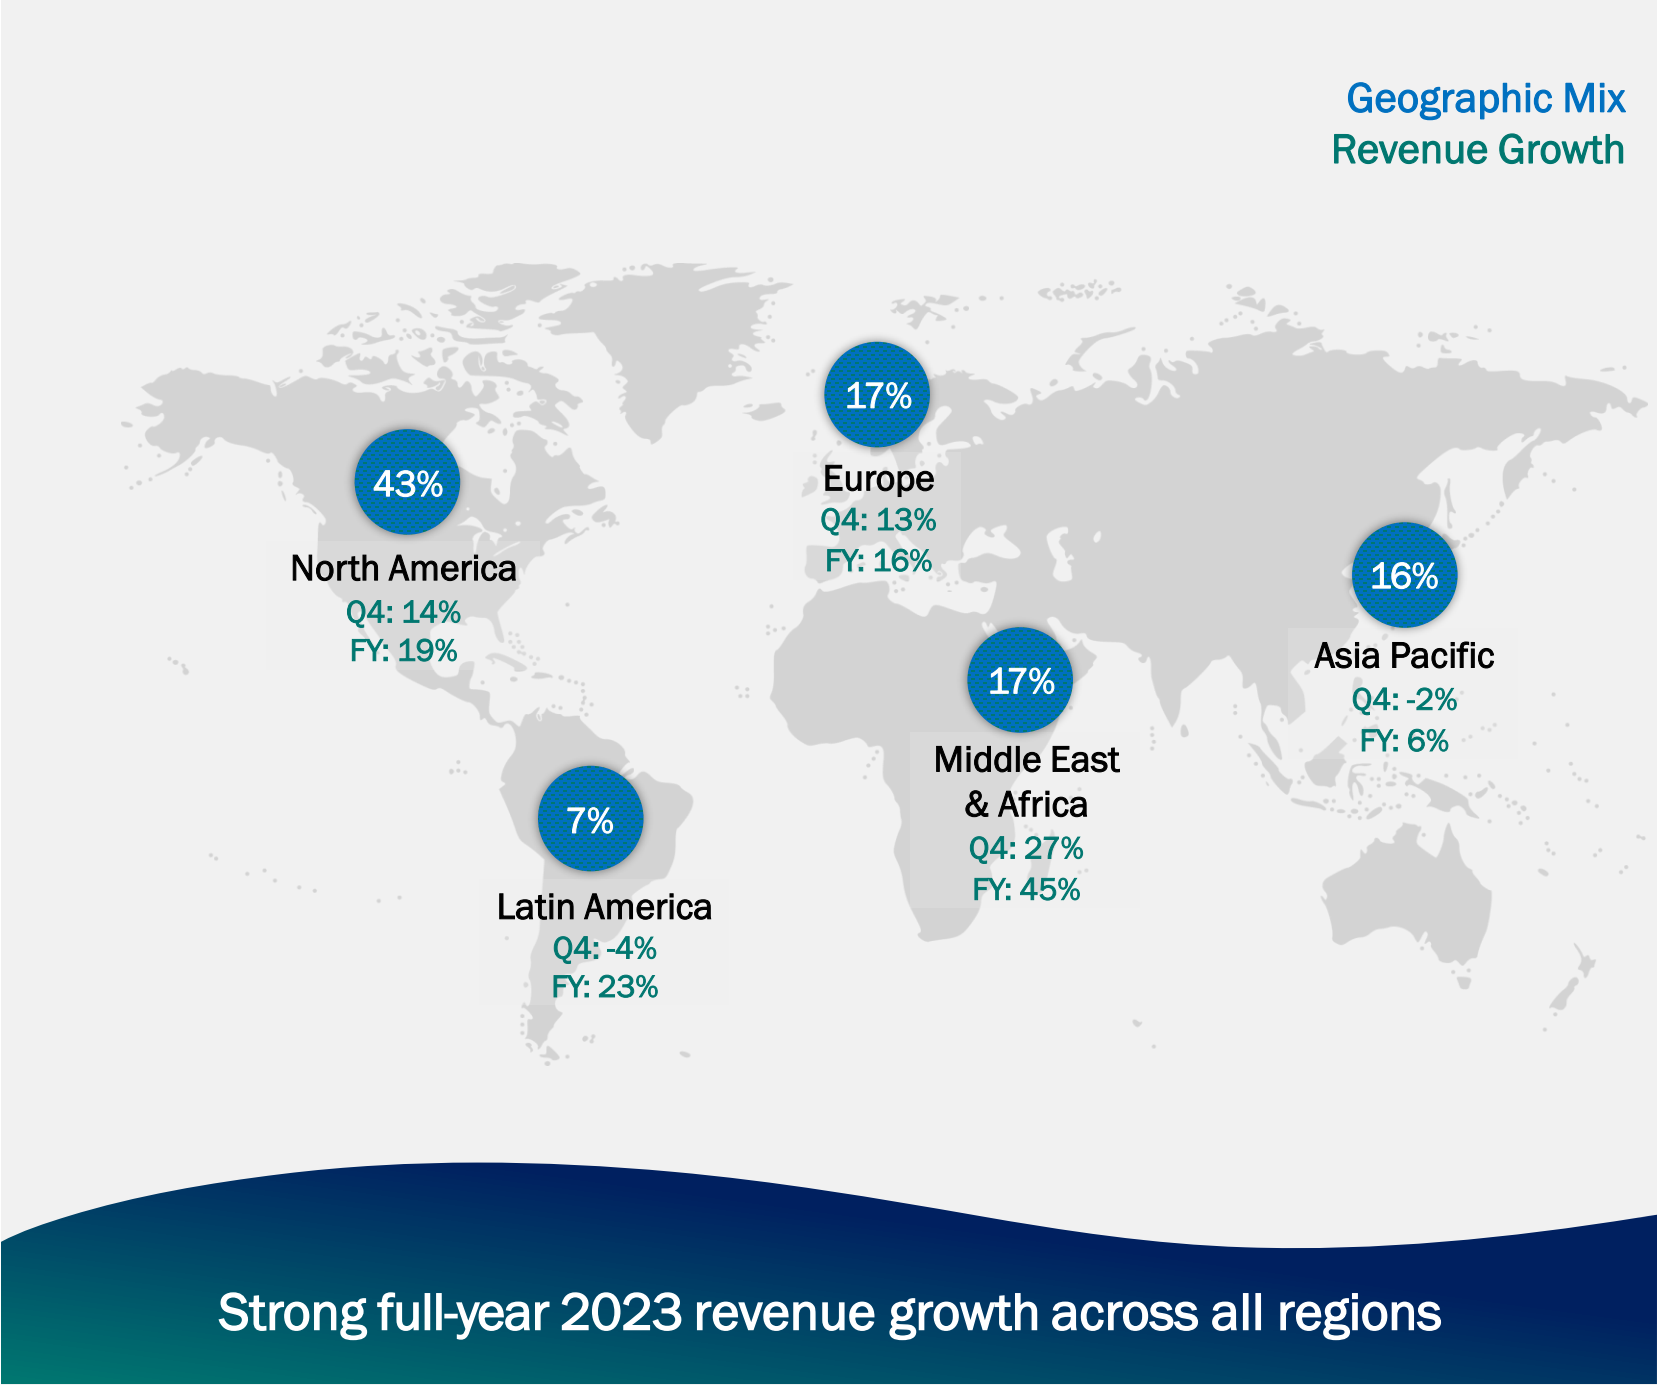 Geographic Mix
Revenue Growth
17%
Europe
Q4: 13%
FY: 16%
43%
North America
Q4: 14%
FY: 19%
16%
Asia Pacific
Q4: -2%
FY: 6%
17%
Middle East
& Africa
Q4: 27%
FY: 45%
7%
Latin America
Q4: -4%
FY: 23%
Strong full-year 2023 revenue growth across all regions